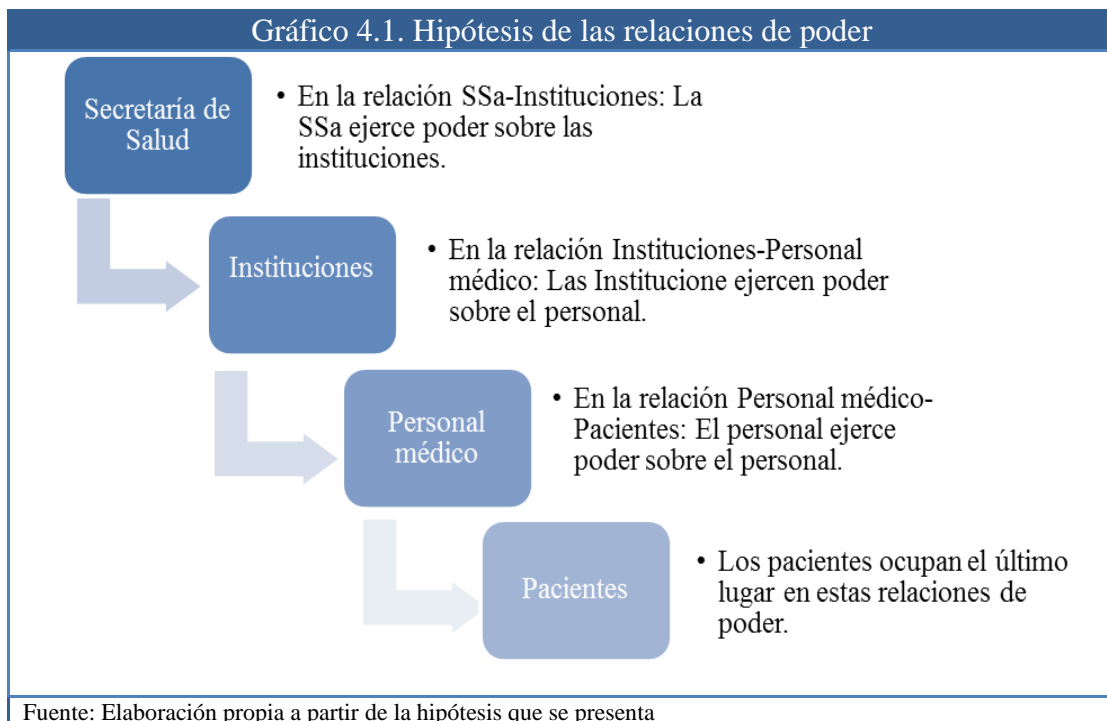 Gráfico 4.1. Hipótesis de las relaciones de poder
Secretaría de
Salud
• En la relación SSa-Instituciones: La
SSa ejerce poder sobre las
instituciones.
Instituciones
• En la relación Instituciones-Personal
médico: Las Institucione ejercen poder
sobre el personal.
Personal
médico
• En la relación Personal médico-
Pacientes: El personal ejerce
poder sobre el personal.
Pacientes
• Los pacientes ocupan el último
lugar en estas relaciones de
poder.
Fuente: Elaboración propia a partir de la hipótesis que se presenta